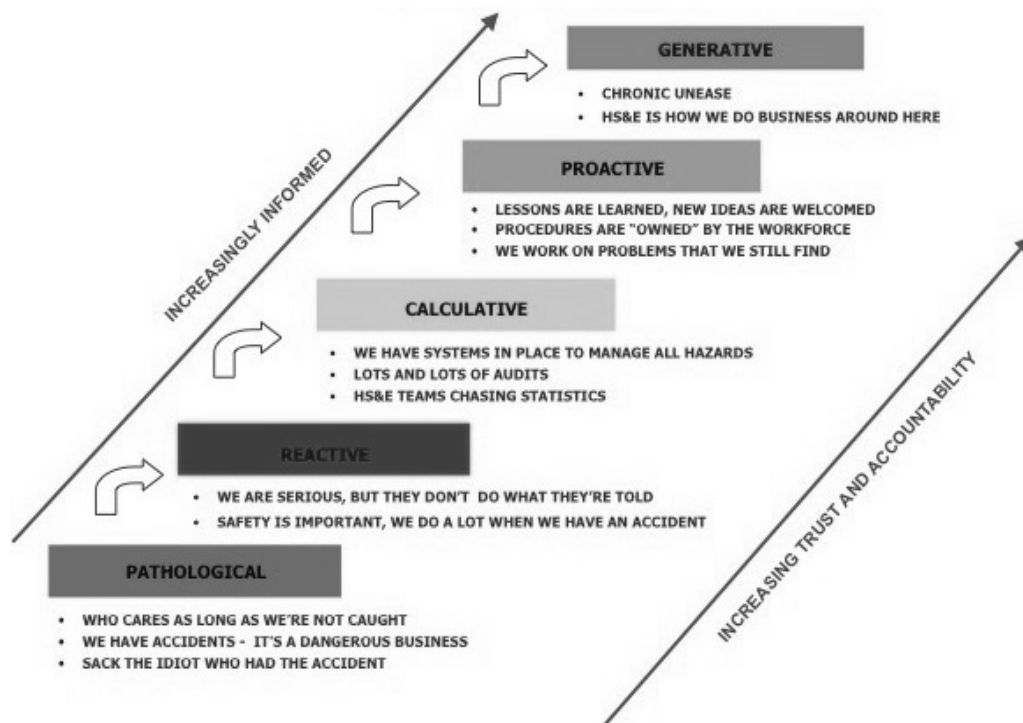 GENERATIVE
• CHRONIC UNEASE
• HS&E IS HOW WE DO BUSINESS AROUND HERE
PROACTIVE
• LESSONS ARE LEARNED, NEW IDEAS ARE WELCOMED
• PROCEDURES ARE "OWNED" BY THE WORKFORCE
• WE WORK ON PROBLEMS THAT WE STILL FIND
INCREASINGLY INFORMED
CALCULATIVE
• WE HAVE SYSTEMS IN PLACE TO MANAGE ALL HAZARDS
• LOTS AND LOTS OF AUDITS
• HS&E TEAMS CHASING STATISTICS
REACTIVE
• WE ARE SERIOUS, BUT THEY DON'T DO WHAT THEY'RE TOLD
• SAFETY IS IMPORTANT, WE DO A LOT WHEN WE HAVE AN ACCIDENT
INCREASING TRUST AND ACCOUNTABILITY
PATHOLOGICAL
• WHO CARES AS LONG AS WE'RE NOT CAUGHT
• WE HAVE ACCIDENTS - IT'S A DANGEROUS BUSINESS
• SACK THE IDIOT WHO HAD THE ACCIDENT